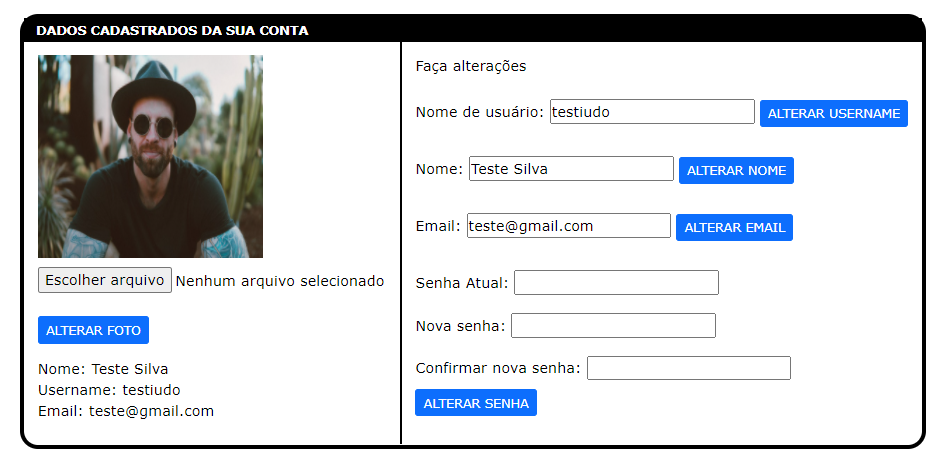 DADOS CADASTRADOS DA SUA CONTA
Escolher arquivo Nenhum arquivo selecionado
ALTERAR FOTO
Nome: Teste Silva
Username: testiudo
Email: teste@gmail.com
Faça alterações
Nome de usuário: testiudo ALTERAR USERNAME
Nome: Teste Silva ALTERAR NOME
Email: teste@gmail.com ALTERAR EMAIL
Senha Atual:
Nova senha:
Confirmar nova senha:
ALTERAR SENHA